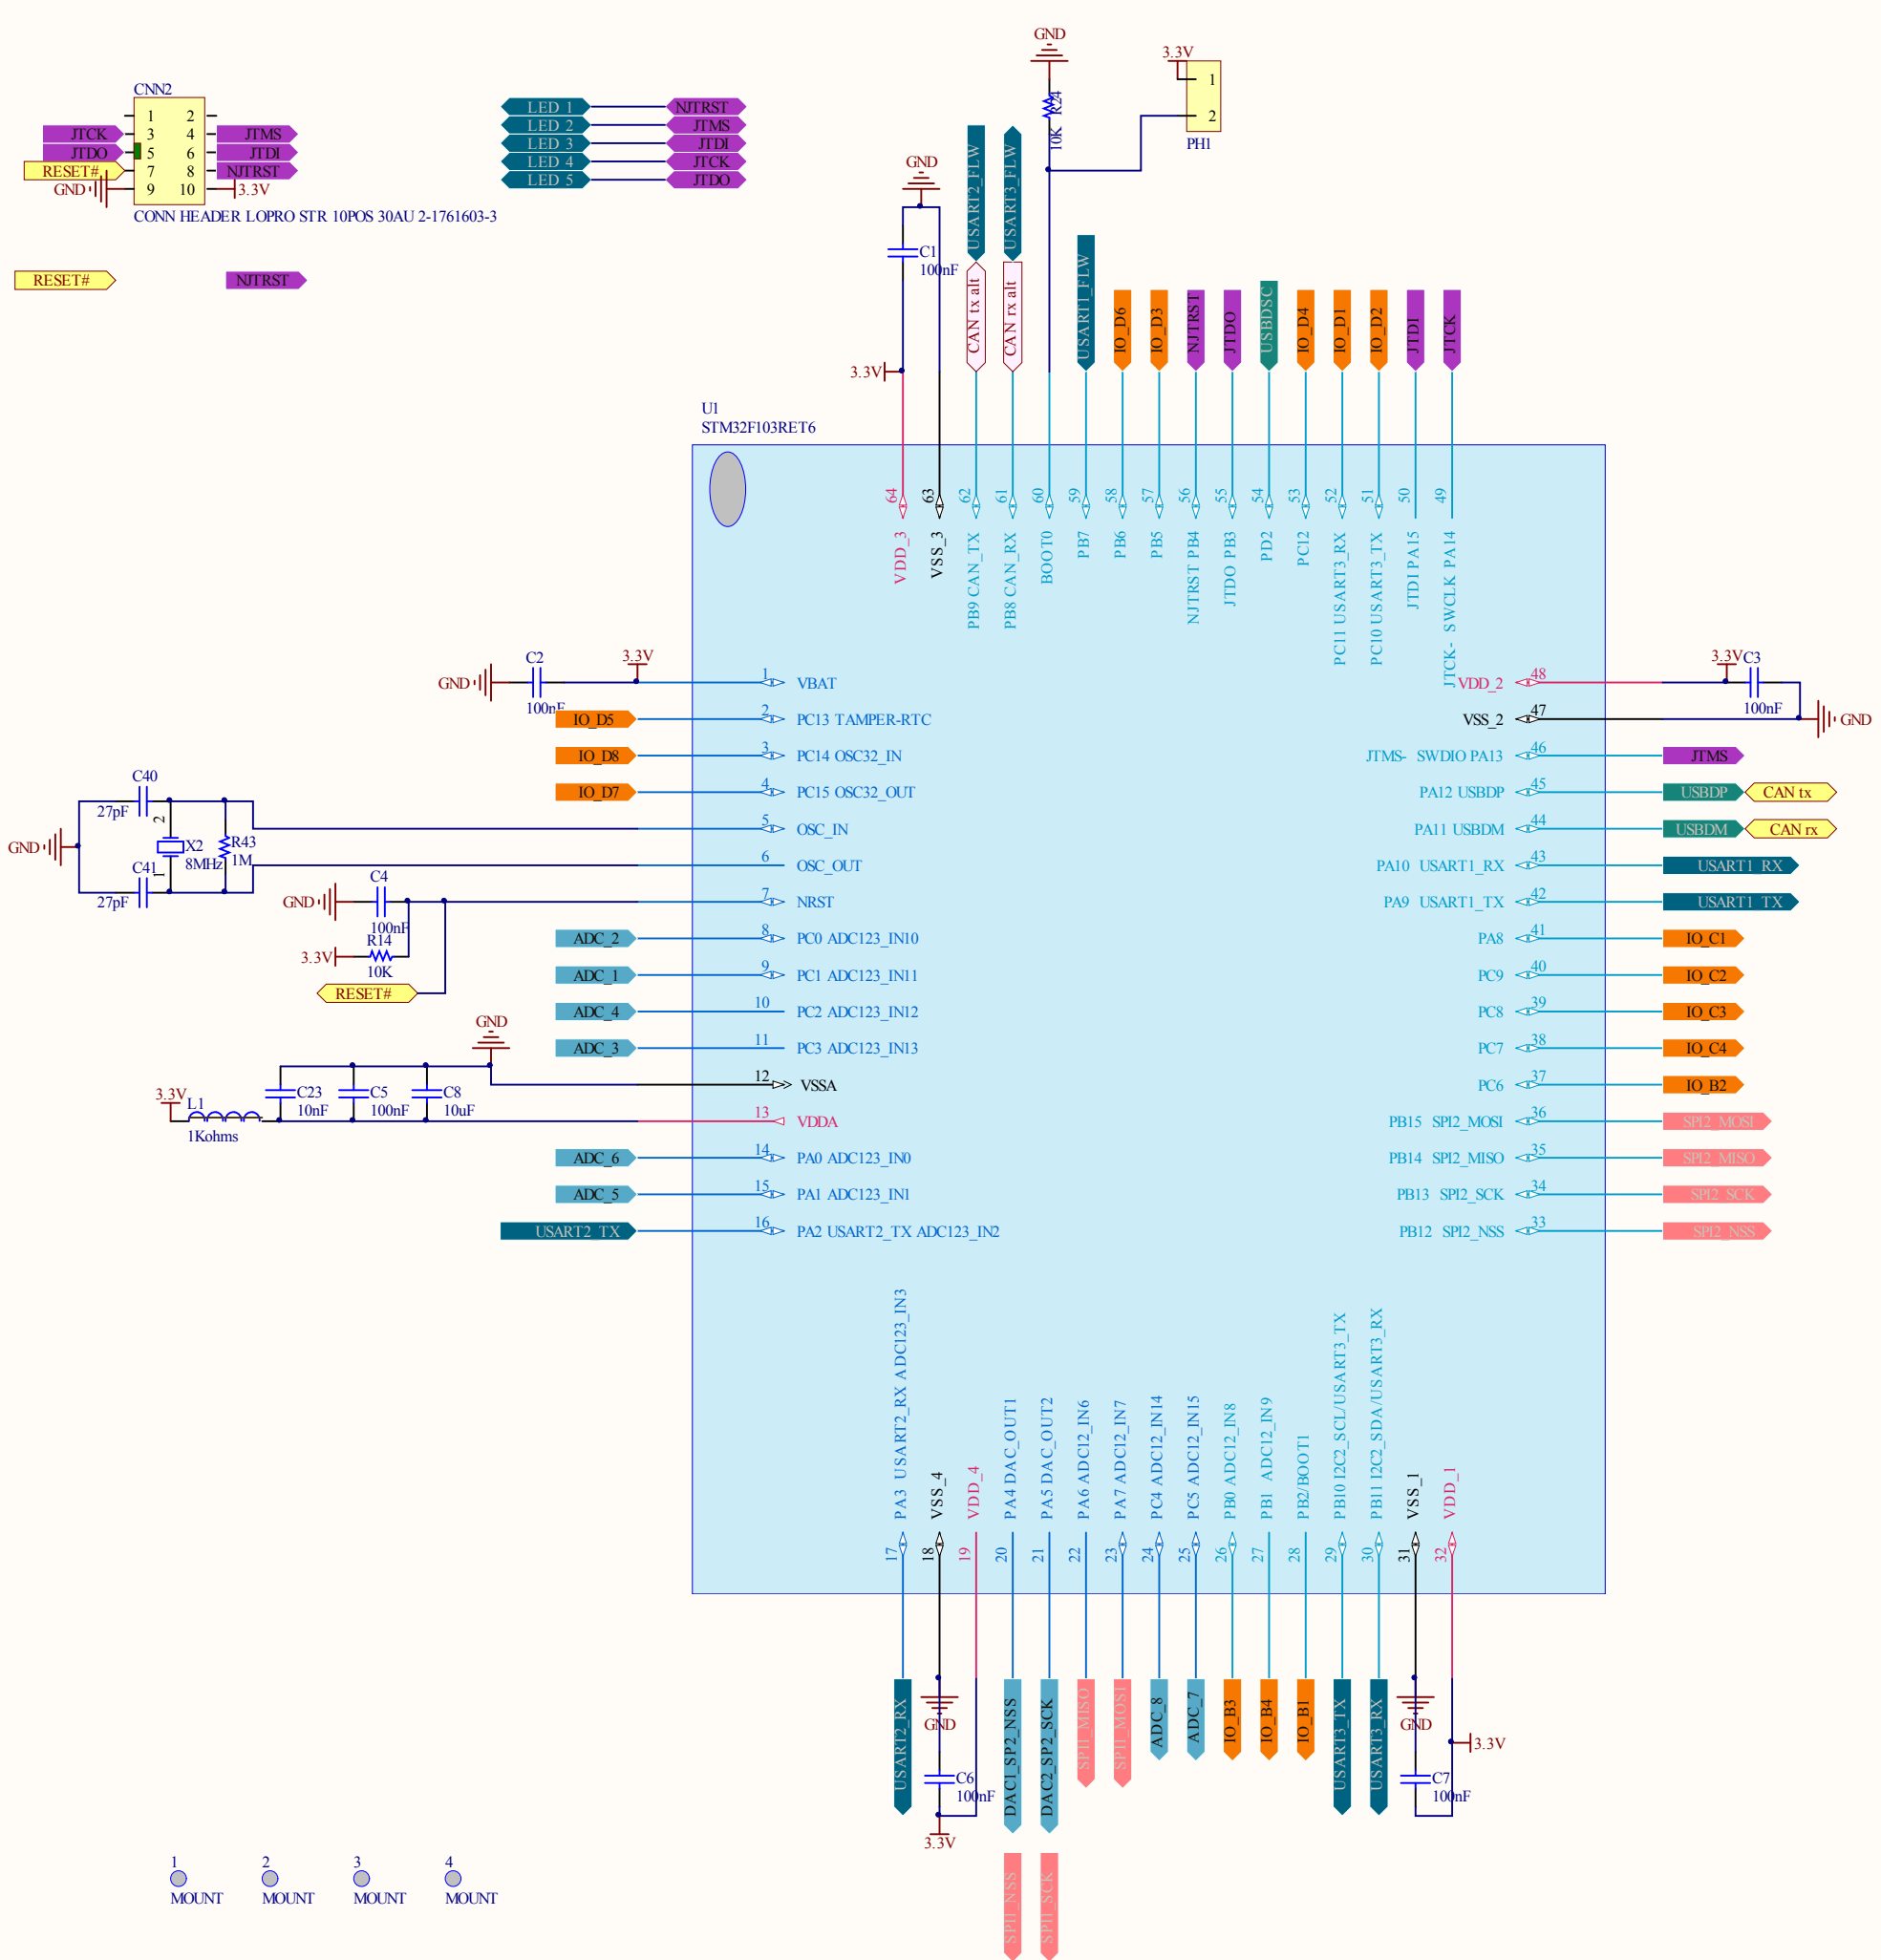 GND
3.3V
1
2
PH1
R24
10K
CNN2
1 2
JTCK 3 4 JTMS
JTDO 5 6 JTDI
RESET# 7 8 NJTRST
GND 9 10 3.3V
CONN HEADER LOPRO STR 10POS 30AU 2-1761603-3
LED 1 NJTRST
LED 2 JTMS
LED 3 JTDI
LED 4 JTCK
LED 5 JTDO
RESET#
NJTRST
GND
C1
100nF
3.3V
USART2_FLW
CAN tx alt
USART3_FLW
CAN rx alt
USART1_FLW
IO_D6
IO_D3
NJTRST
JTDO
USBDSC
IO_D4
IO_D1
IO_D2
JTDI
JTCK
U1
STM32F103RET6
64 VDD_3
63 VSS_3
62 PB9 CAN_TX
61 PB8 CAN_RX
60 BOOT0
59 PB7
58 PB6
57 PB5
56 NJTRST PB4
55 JTDO PB3
54 PD2
53 PC12
52 PC11 USART3_RX
51 PC10 USART3_TX
50 JTDI PA15
49 JTCK- SWCLK PA14
GND
C2
100nF
3.3V
1 VBAT
IO_D5 2 PC13 TAMPER-RTC
IO_D8 3 PC14 OSC32_IN
IO_D7 4 PC15 OSC32_OUT
5 OSC_IN
6 OSC_OUT
7 NRST
ADC_2 8 PC0 ADC123_IN10
ADC_1 9 PC1 ADC123_IN11
ADC_4 10 PC2 ADC123_IN12
ADC_3 11 PC3 ADC123_IN13
12 VSSA
13 VDDA
ADC_6 14 PA0 ADC123_IN0
ADC_5 15 PA1 ADC123_IN1
USART2_TX 16 PA2 USART2_TX ADC123_IN2
C40
27pF
GND
2
X2
8MHz
1
R43
1M
C41
27pF
GND
C4
100nF
3.3V
R14
10K
RESET#
GND
3.3V
L1
1Kohms
C23
10nF
C5
100nF
C8
10uF
VDD_2 48
3.3V
C3
100nF
GND
VSS_2 47
JTMS- SWDIO PA13 46 JTMS
PA12 USBDP 45 USBDP CAN tx
PA11 USBDM 44 USBDM CAN rx
PA10 USART1_RX 43 USART1_RX
PA9 USART1_TX 42 USART1_TX
PA8 41 IO_C1
PC9 40 IO_C2
PC8 39 IO_C3
PC7 38 IO_C4
PC6 37 IO_B2
PB15 SPI2_MOSI 36 SPI2_MOSI
PB14 SPI2_MISO 35 SPI2_MISO
PB13 SPI2_SCK 34 SPI2_SCK
PB12 SPI2_NSS 33 SPI2_NSS
PA3 USART2_RX ADC123_IN3 17 USART2_RX
VSS_4 18
VDD_4 19
PA4 DAC_OUT1 20 DAC1_SP2_NSS SPI1_NSS
PA5 DAC_OUT2 21 DAC2_SP2_SCK SPI1_SCK
PA6 ADC12_IN6 22 SPI1_MISO
PA7 ADC12_IN7 23 SPI1_MOSI
PC4 ADC12_IN14 24 ADC_8
PC5 ADC12_IN15 25 ADC_7
PB0 ADC12_IN8 26 IO_B3
PB1 ADC12_IN9 27 IO_B4
PB2/BOOT1 28 IO_B1
PB10 I2C2_SCL/USART3_TX 29 USART3_TX
PB11 I2C2_SDA/USART3_RX 30 USART3_RX
VSS_1 31
VDD_1 32
GND
C6
100nF
3.3V
GND
3.3V
C7
100nF
1 2 3 4
MOUNT MOUNT MOUNT MOUNT